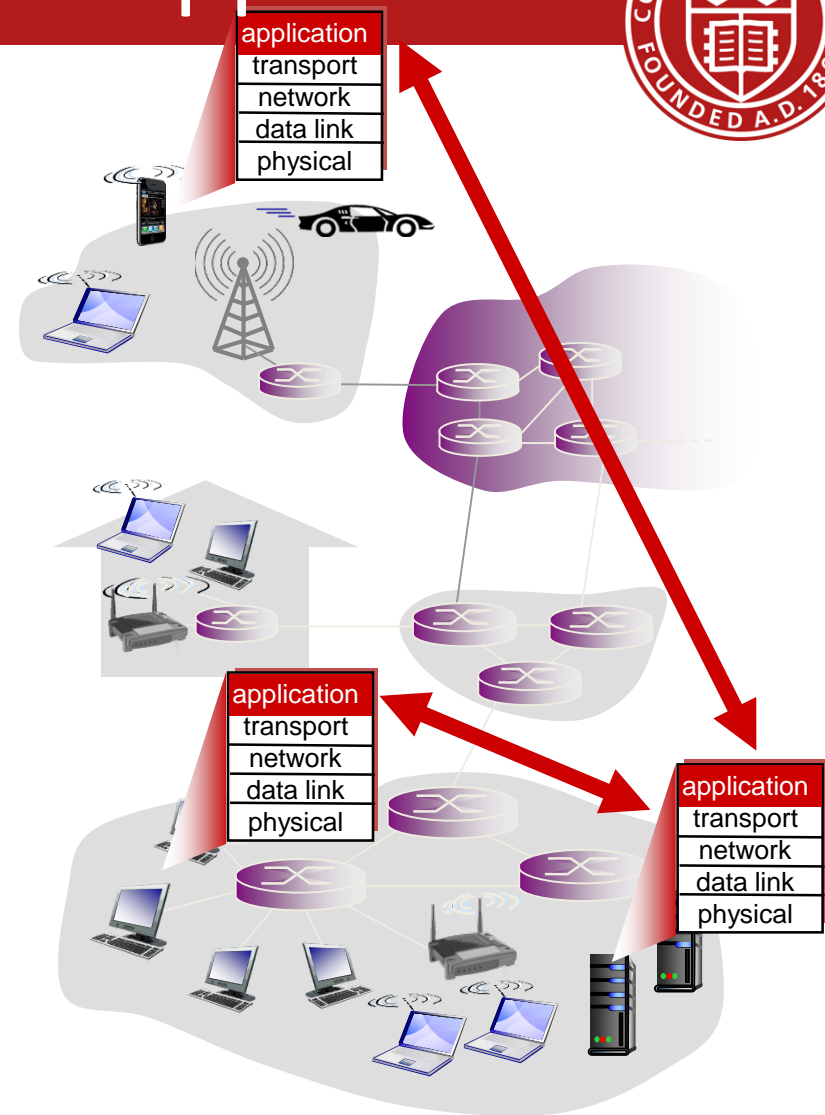 application
transport
network
data link
physical
FOUNDED A.D. 18
application
transport
network
data link
physical
application
transport
network
data link
physical